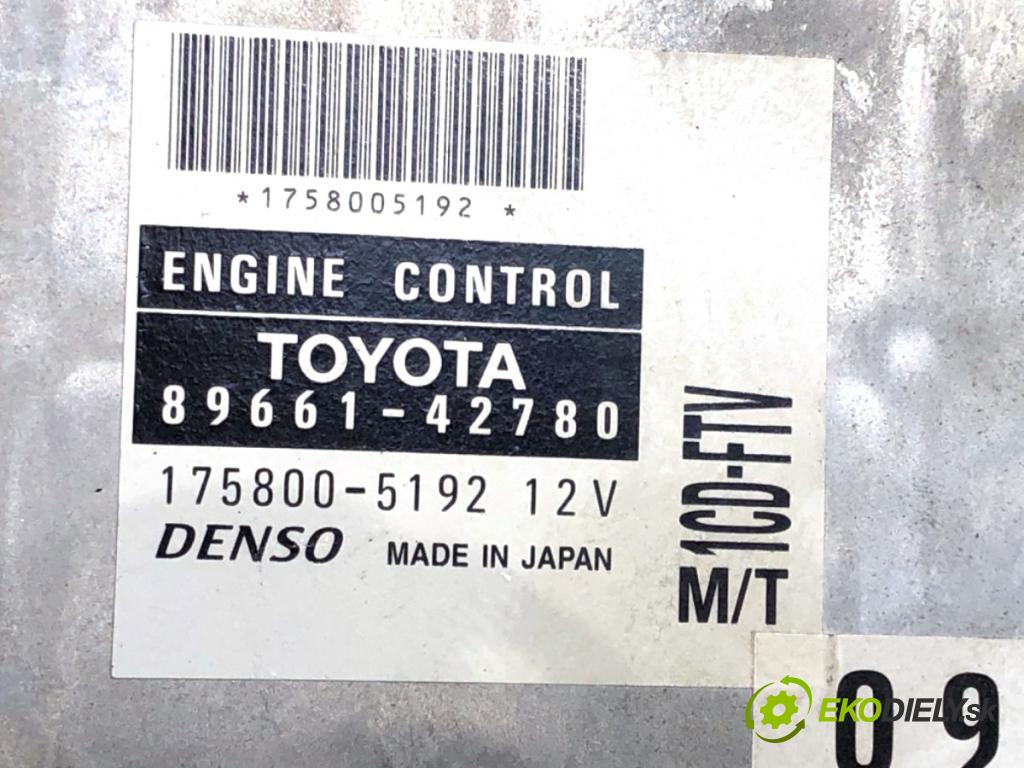 *1758005192 *
ENGINE CONTROL
TOYOTA
89661-42780
175800-5192 12V
DENSO MADE IN JAPAN
1CD-FTV
M/T
09
EKODIELY.sk